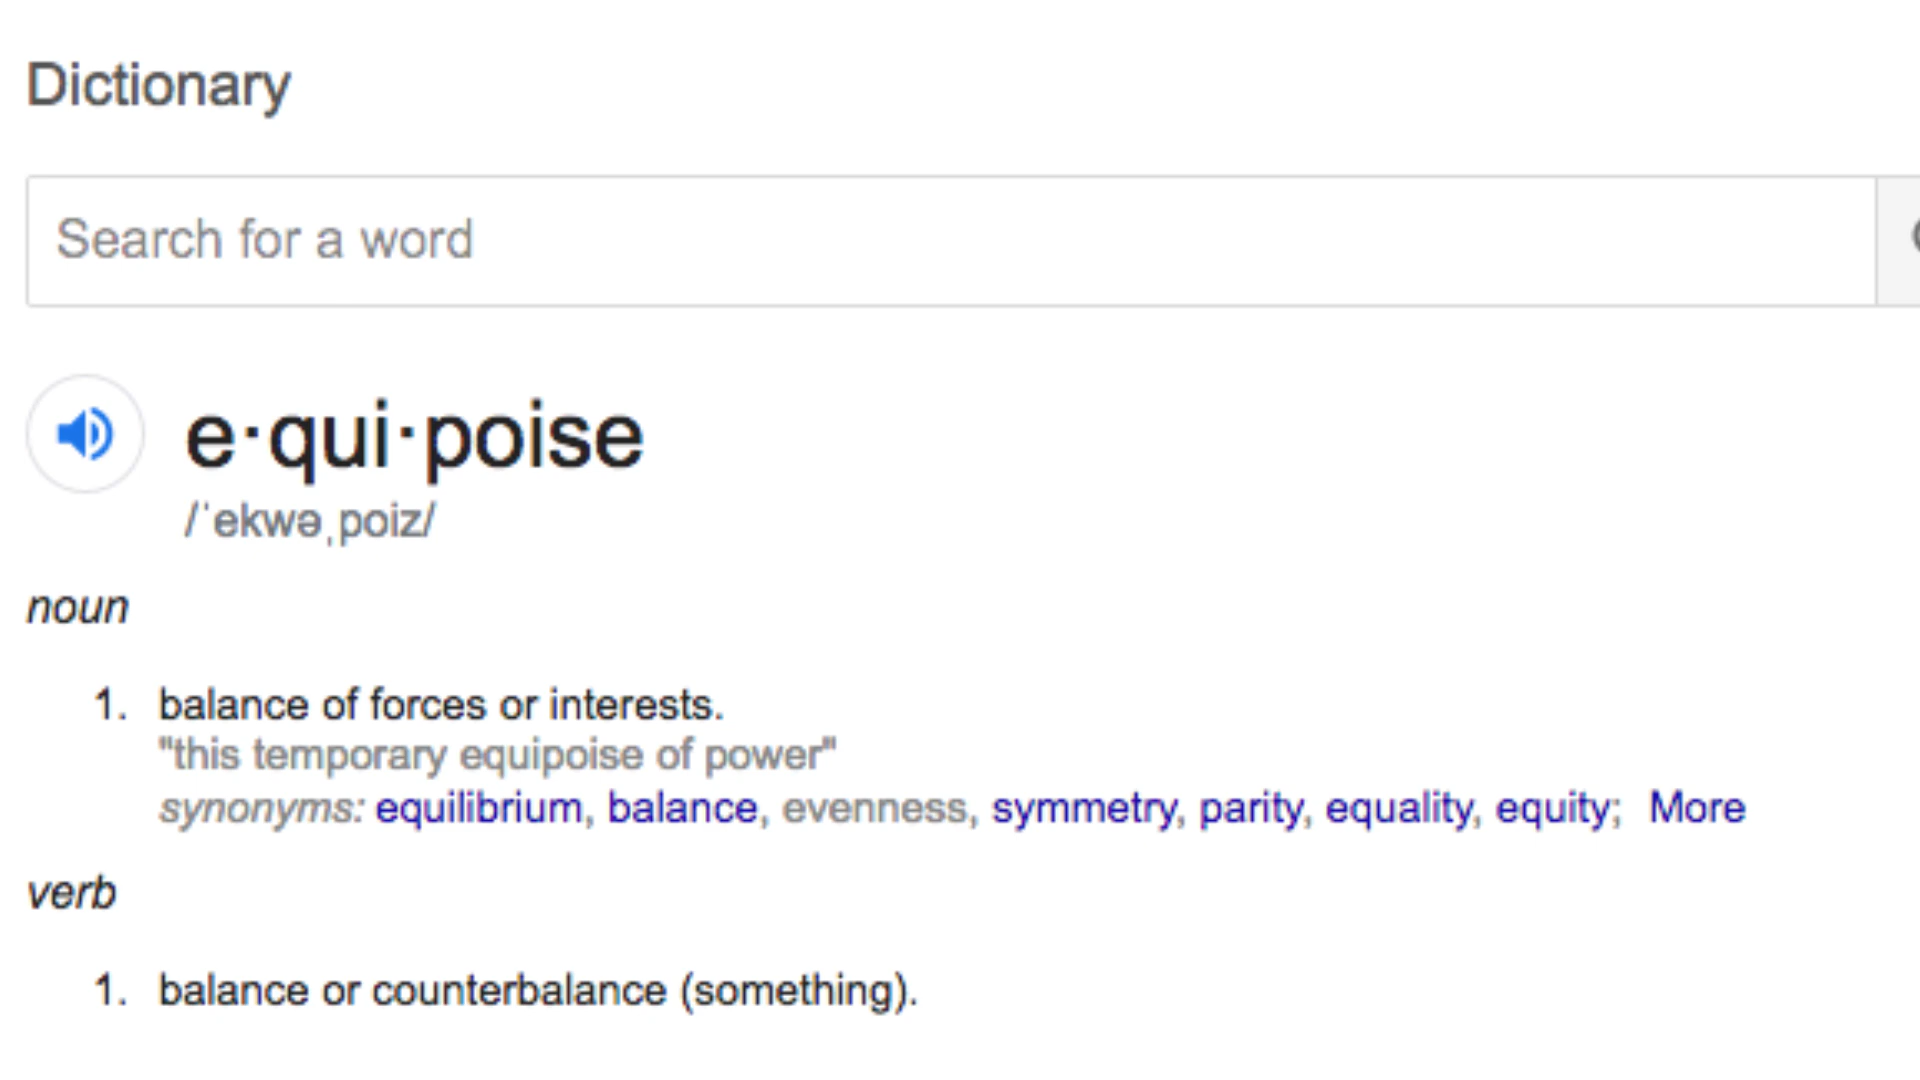 Dictionary
Search for a word
e·qui·poise
/ˈekwəˌpoiz/
noun
1. balance of forces or interests.
"this temporary equipoise of power"
synonyms: equilibrium, balance, evenness, symmetry, parity, equality, equity; More
verb
1. balance or counterbalance (something).